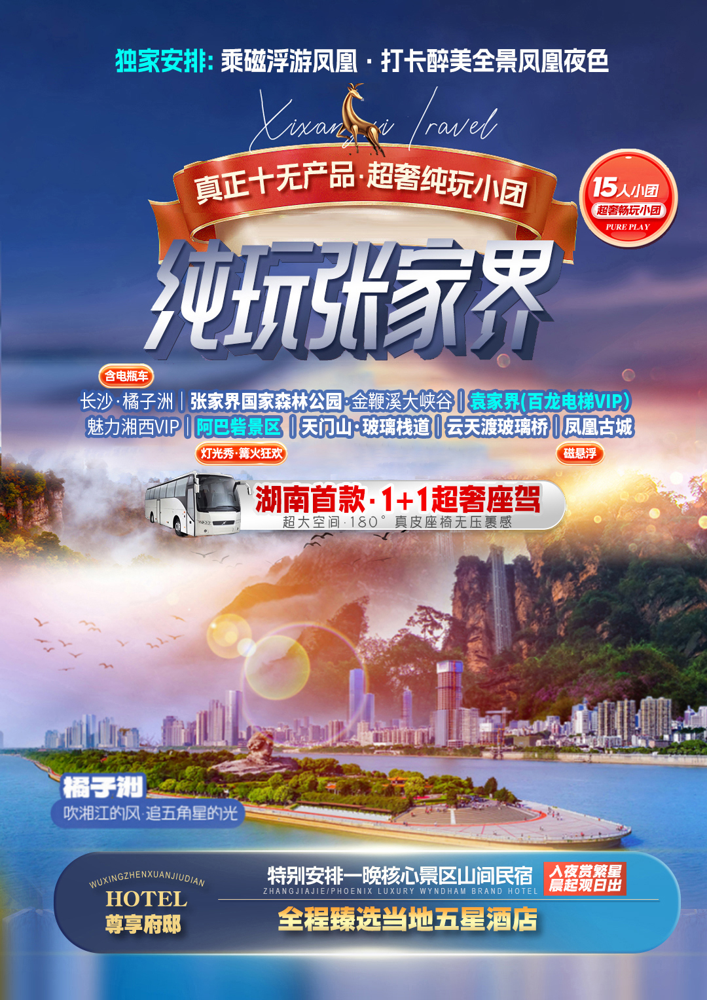 独家安排: 乘磁浮游凤凰·打卡醉美全景凤凰夜色
Travel
真正十无产品·超奢纯玩小团
15人小团
超奢畅玩小团
PURE PLAY
纯玩张家界
含电瓶车
长沙·橘子洲|张家界国家森林公园·金鞭溪大峡谷|袁家界(百龙电梯VIP)
魅力湘西VIP|阿巴砦景区|天门山·玻璃栈道|云天渡玻璃桥|凤凰古城
灯光秀·篝火狂欢
磁悬浮
湖南首款·1+1超奢座驾
超大空间·180°真皮座椅无压裹感
橘子洲
吹湘江的风·追五角星的光
WUXINGZHENXUANJIUDIAN
HOTEL
尊享府邸
特别安排一晚核心景区山间民宿
入夜赏繁星
晨起观日出
ZHANGJIAJIE/PHOENIX LUXURY WYNDHAM BRAND HOTEL
全程臻选当地五星酒店